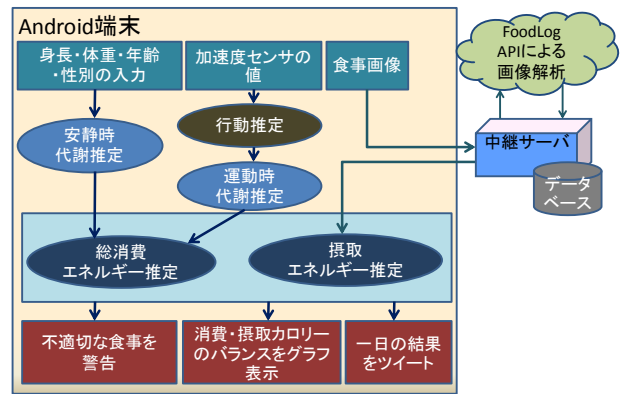 Android端末
身長・体重・年齢
・性別の入力
加速度センサの
値
食事画像
FoodLog
APIによる
画像解析
安静時
代謝推定
行動推定
運動時
代謝推定
中継サーバ
データ
ベース
総消費
エネルギー推定
摂取
エネルギー推定
不適切な食事を
警告
消費・摂取カロリー
のバランスをグラフ
表示
一日の結果
をツイート